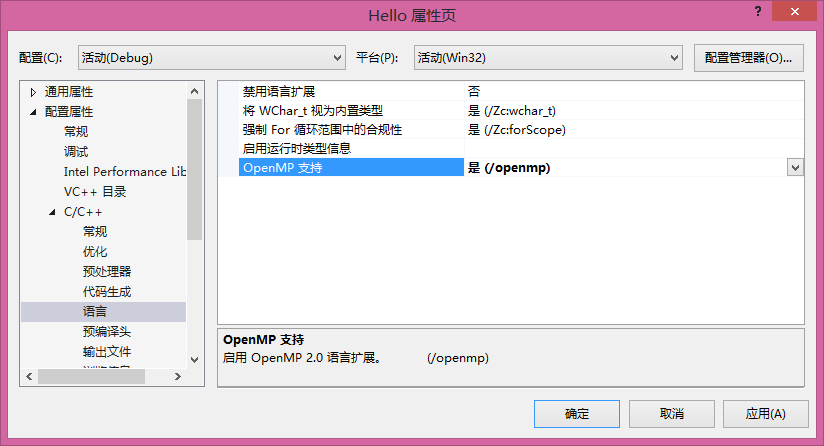 Hello 属性页
配置(C): 活动(Debug) 平台(P): 活动(Win32) 配置管理器(O)...
通用属性
配置属性
常规
调试
Intel Performance Lib
VC++ 目录
C/C++
常规
优化
预处理器
代码生成
语言
预编译头
输出文件
禁用语言扩展 否
将 WChar_t 视为内置类型 是 (/Zc:wchar_t)
强制 For 循环范围中的合规性 是 (/Zc:forScope)
启用运行时类型信息
OpenMP 支持 是 (/openmp)
OpenMP 支持
启用 OpenMP 2.0 语言扩展。 (/openmp)
确定 取消 应用(A)